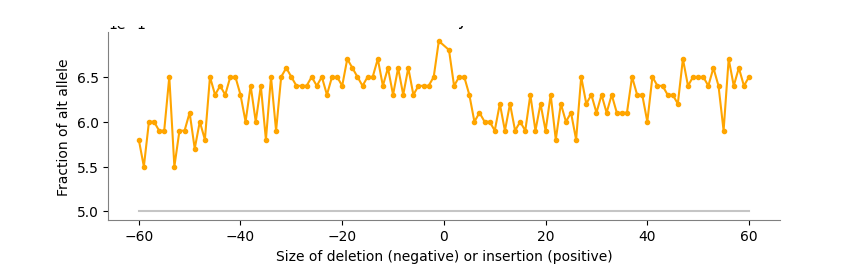 6.5
6.0
5.5
5.0
Fraction of alt allele
−60 −40 −20 0 20 40 60
Size of deletion (negative) or insertion (positive)